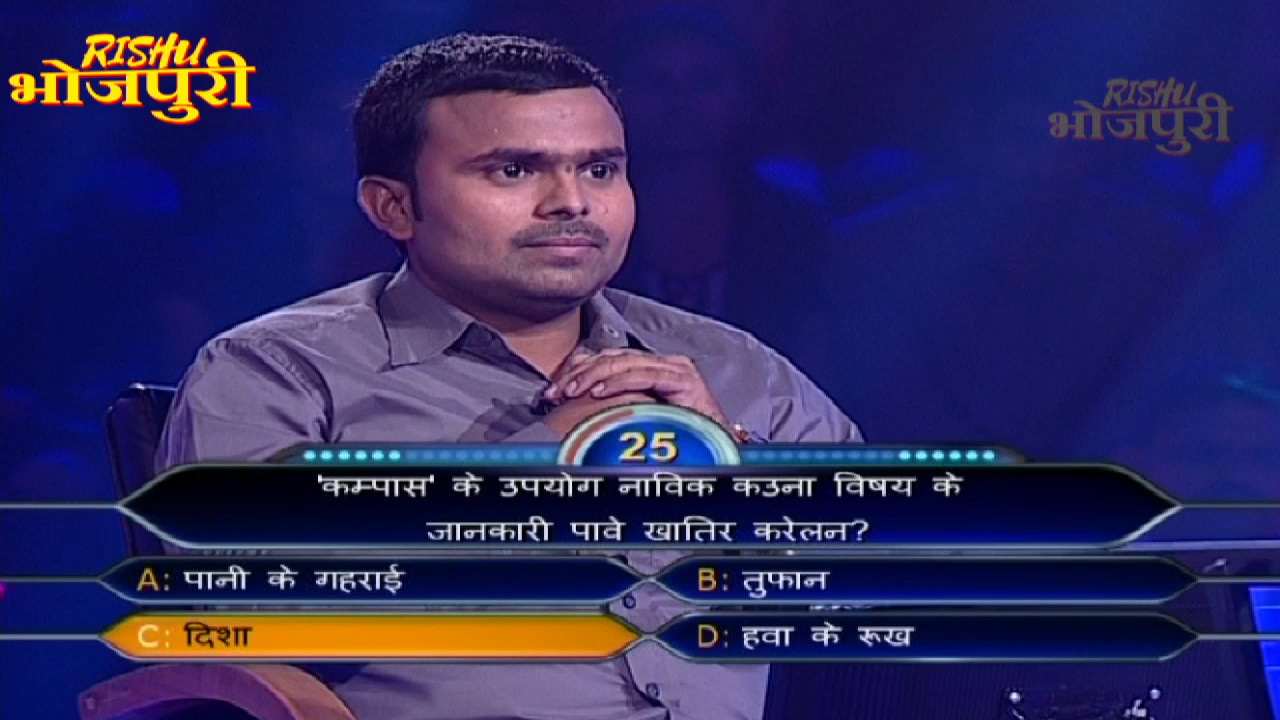 RISHU
भोजपुरी
RISHU
भोजपुरी
25
'कम्पास' के उपयोग नाविक कउना विषय के
जानकारी पावे खातिर करेलन?
A: पानी के गहराई
B: तुफान
C: दिशा
D: हवा के रूख